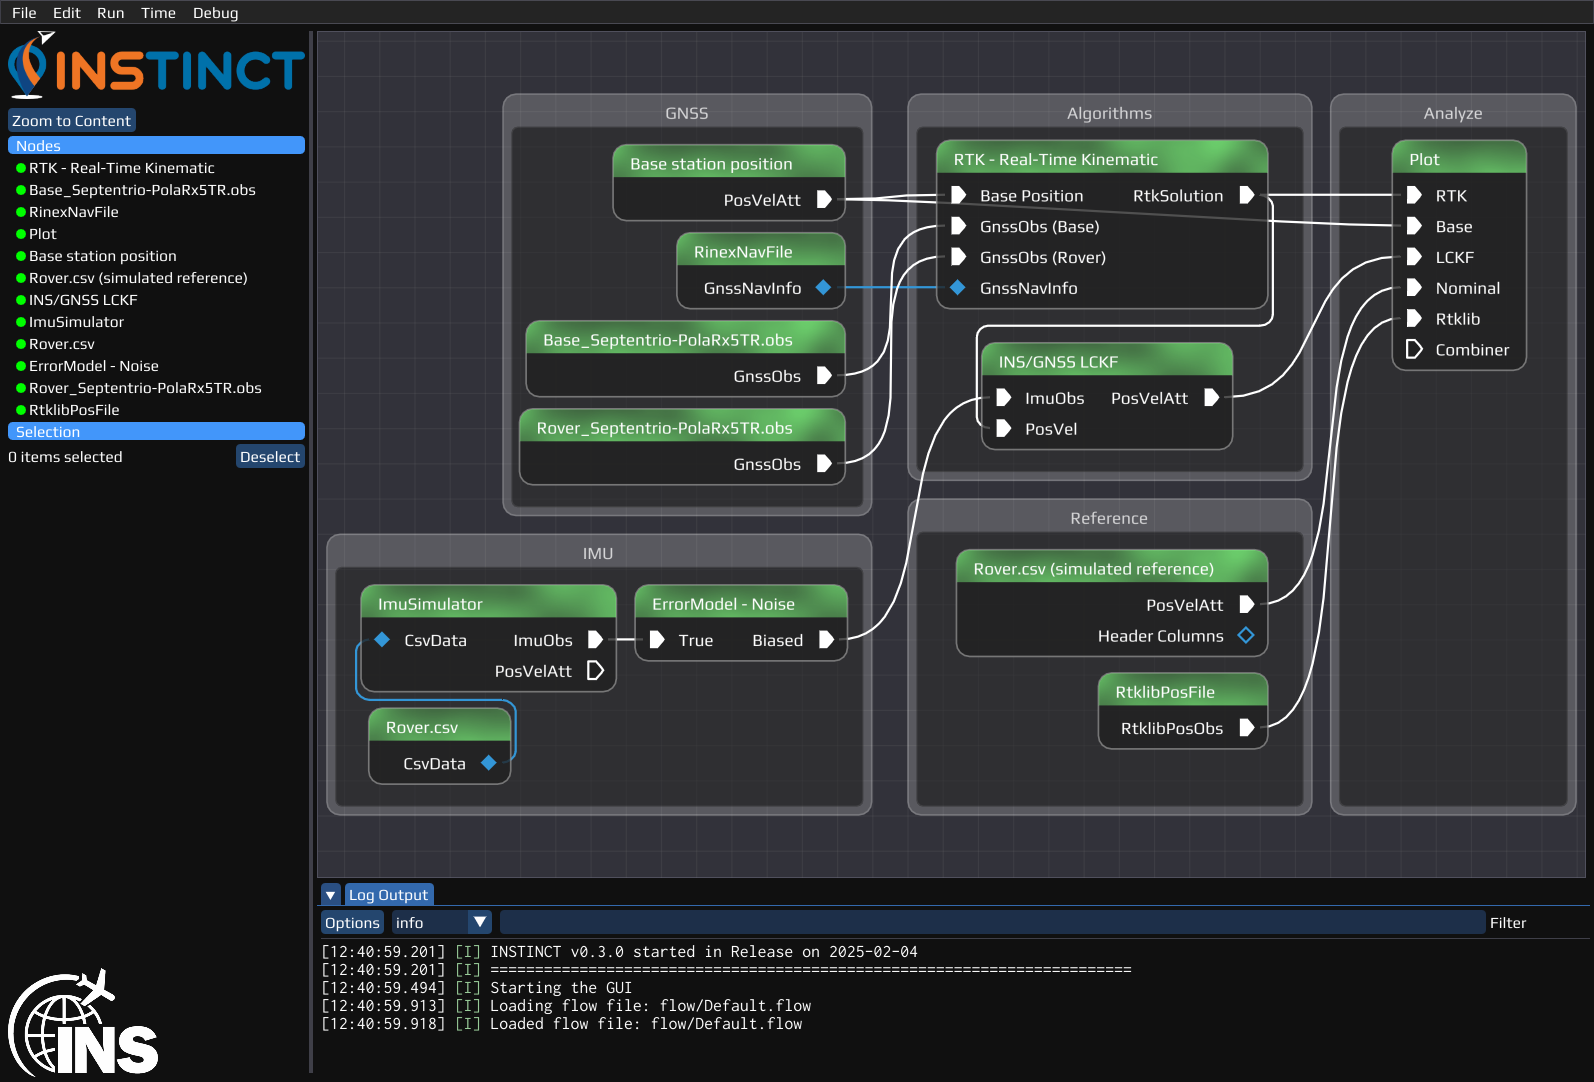 File Edit Run Time Debug
INSTINCT
Zoom to Content
Nodes
RTK - Real-Time Kinematic
Base_Septentrio-PolaRx5TR.obs
RinexNavFile
Plot
Base station position
Rover.csv (simulated reference)
INS/GNSS LCKF
ImuSimulator
Rover.csv
ErrorModel - Noise
Rover_Septentrio-PolaRx5TR.obs
RtklibPosFile
Selection
0 items selected Deselect
INS
GNSS
Base station position
PosVelAtt
RinexNavFile
GnssNavInfo
Base_Septentrio-PolaRx5TR.obs
GnssObs
Rover_Septentrio-PolaRx5TR.obs
GnssObs
Algorithms
RTK - Real-Time Kinematic
Base Position RtkSolution
GnssObs (Base)
GnssObs (Rover)
GnssNavInfo
INS/GNSS LCKF
ImuObs PosVelAtt
PosVel
Analyze
Plot
RTK
Base
LCKF
Nominal
Rtklib
Combiner
IMU
ImuSimulator
CsvData ImuObs
PosVelAtt
ErrorModel - Noise
True Biased
Rover.csv
CsvData
Reference
Rover.csv (simulated reference)
PosVelAtt
Header Columns
RtklibPosFile
RtklibPosObs
Log Output
Options info Filter
[12:40:59.201] [I] INSTINCT v0.3.0 started in Release on 2025-02-04
[12:40:59.201] [I] ========================================================================
[12:40:59.494] [I] Starting the GUI
[12:40:59.913] [I] Loading flow file: flow/Default.flow
[12:40:59.918] [I] Loaded flow file: flow/Default.flow